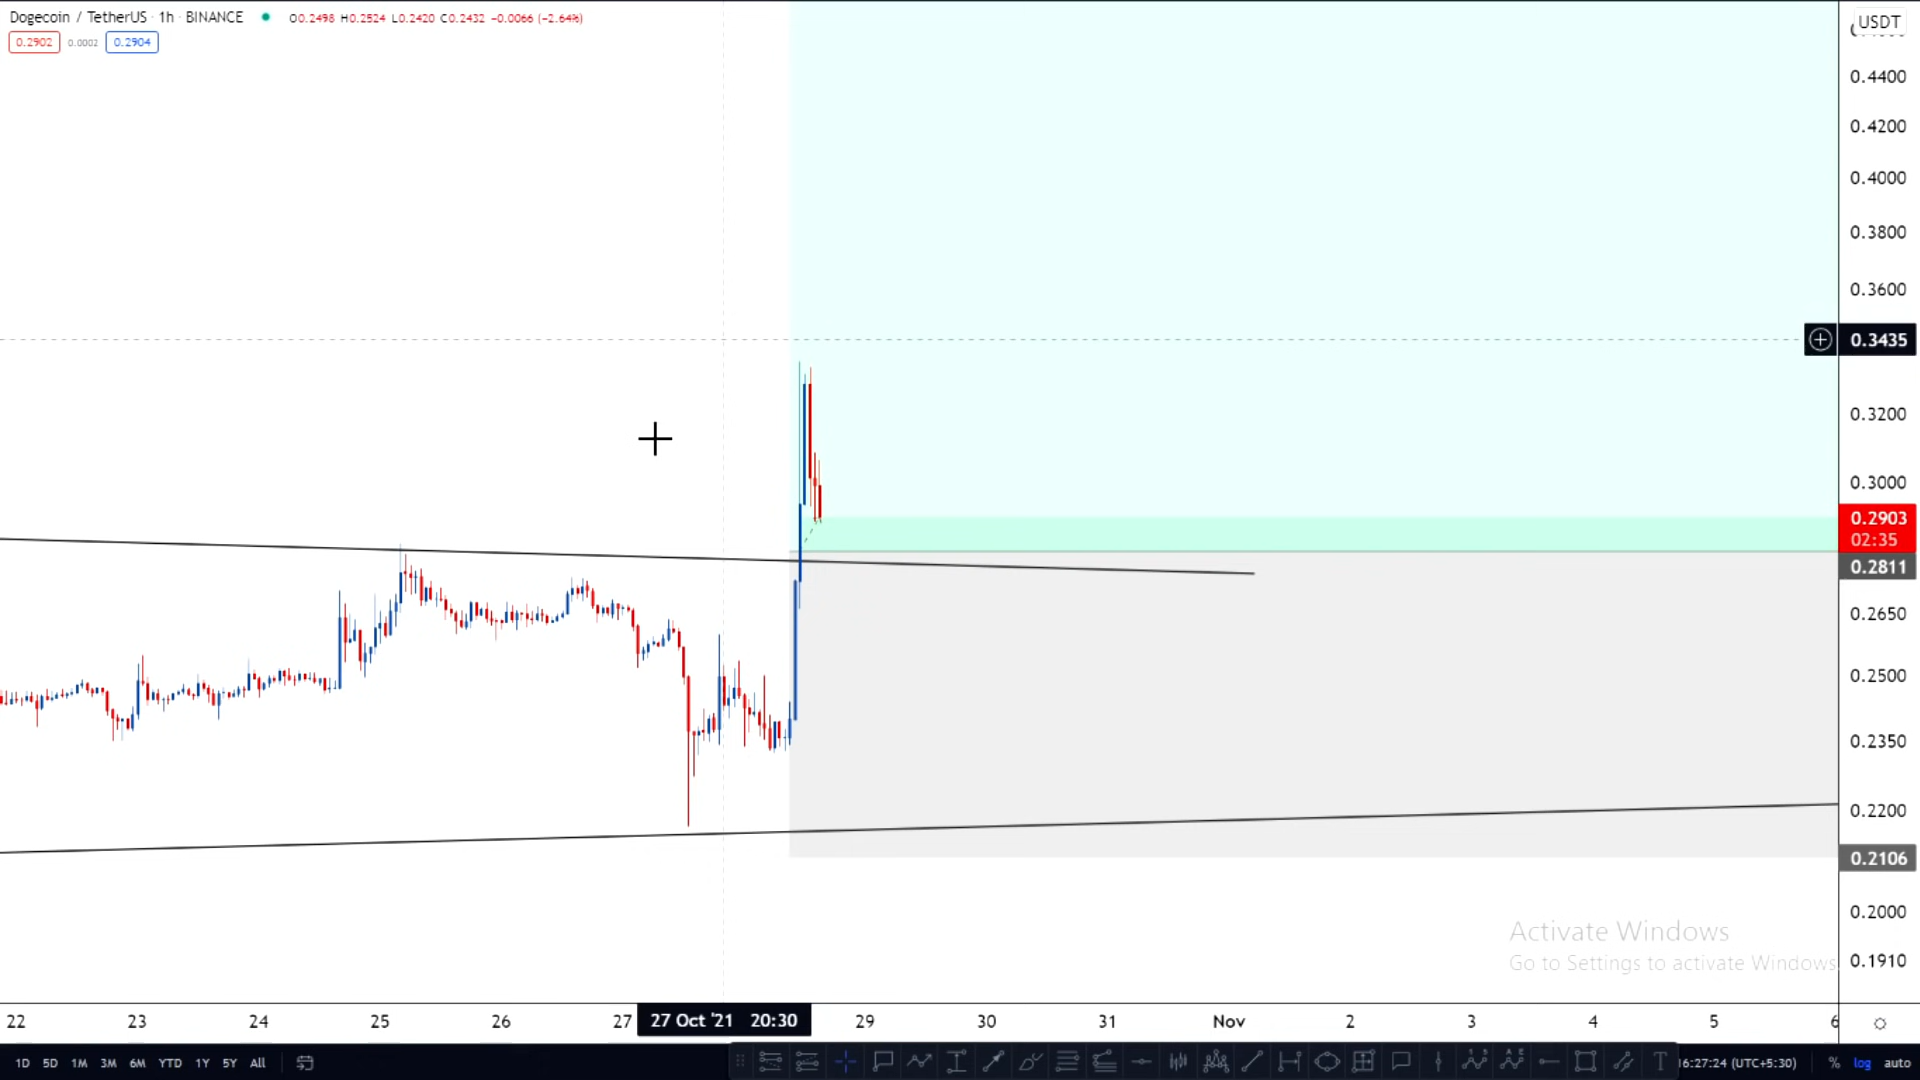 Dogecoin / TetherUS · 1h · BINANCE O0.2498 H0.2524 L0.2420 C0.2432 −0.0066 (−2.64%)
0.2902 0.0002 0.2904
USDT
0.4400
0.4200
0.4000
0.3800
0.3600
0.3435
0.3200
0.3000
0.2903
02:35
0.2811
0.2650
0.2500
0.2350
0.2200
0.2106
0.2000
0.1910
Activate Windows
Go to Settings to activate Windows.
22 23 24 25 26 27 27 Oct '21 20:30 29 30 31 Nov 2 3 4 5 6
1D 5D 1M 3M 6M YTD 1Y 5Y All 16:27:24 (UTC+5:30) % log auto